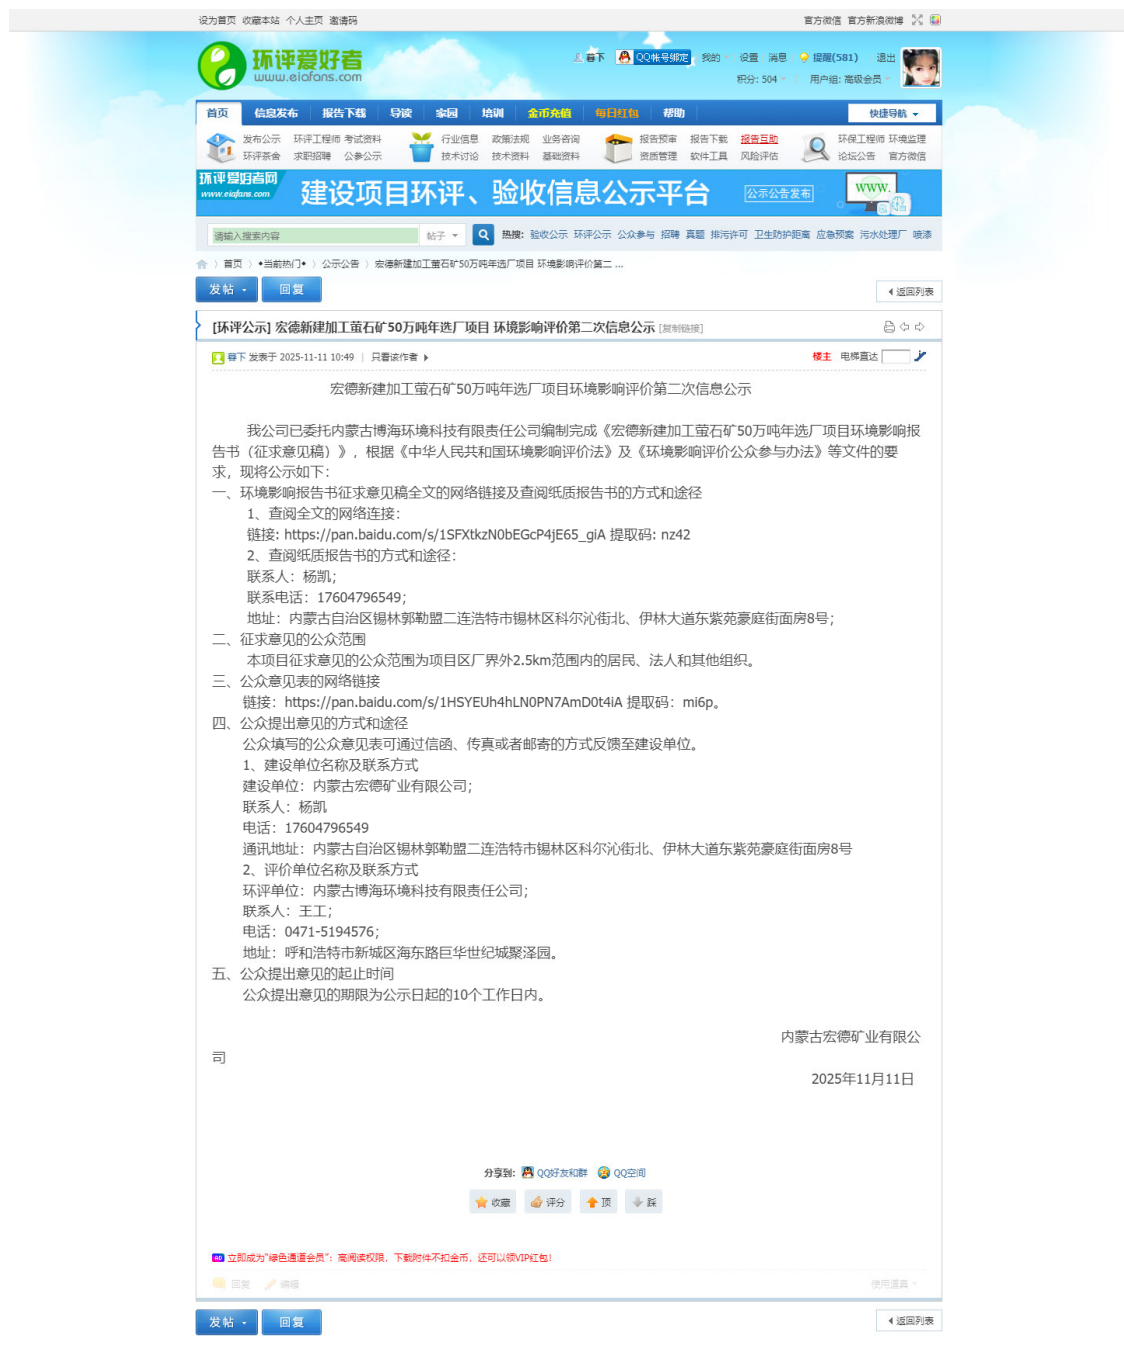 设为首页 收藏本站 个人主页 邀请码
官方微信 官方新浪微博
环评爱好者
www.eiafans.com
暮下 QQ帐号绑定 我的 设置 消息 提醒(581) 退出
积分: 504 用户组: 高级会员
首页 信息发布 报告下载 导读 家园 培训 金币充值 每日红包 帮助 快捷导航
发布公示 环评工程师 考试资料 行业信息 政策法规 业务咨询 报告预审 报告下载 报告互助 环保工程师 环境监理
环评茶舍 求职招聘 公参公示 技术讨论 技术资料 基础资料 资质管理 软件工具 风险评估 论坛公告 官方微信
环评爱好者网
www.eiafans.com
建设项目环评、验收信息公示平台
公示公告发布
www.
请输入搜索内容 帖子 热搜: 验收公示 环评公示 公众参与 招聘 真题 排污许可 卫生防护距离 应急预案 污水处理厂 喷漆
首页 〉 •当前热门• 〉 公示公告 〉 宏德新建加工萤石矿50万吨年选厂项目 环境影响评价第二 ...
发帖 回复 返回列表
[环评公示] 宏德新建加工萤石矿50万吨年选厂项目 环境影响评价第二次信息公示 [复制链接]
暮下 发表于 2025-11-11 10:49 | 只看该作者 楼主 电梯直达
宏德新建加工萤石矿50万吨年选厂项目环境影响评价第二次信息公示
我公司已委托内蒙古博海环境科技有限责任公司编制完成《宏德新建加工萤石矿50万吨年选厂项目环境影响报
告书（征求意见稿）》，根据《中华人民共和国环境影响评价法》及《环境影响评价公众参与办法》等文件的要
求，现将公示如下：
一、环境影响报告书征求意见稿全文的网络链接及查阅纸质报告书的方式和途径
1、查阅全文的网络连接：
链接: https://pan.baidu.com/s/1SFXtkzN0bEGcP4jE65_giA 提取码: nz42
2、查阅纸质报告书的方式和途径：
联系人：杨凯；
联系电话：17604796549；
地址：内蒙古自治区锡林郭勒盟二连浩特市锡林区科尔沁街北、伊林大道东紫苑豪庭街面房8号；
二、征求意见的公众范围
本项目征求意见的公众范围为项目区厂界外2.5km范围内的居民、法人和其他组织。
三、公众意见表的网络链接
链接：https://pan.baidu.com/s/1HSYEUh4hLN0PN7AmD0t4iA 提取码：mi6p。
四、公众提出意见的方式和途径
公众填写的公众意见表可通过信函、传真或者邮寄的方式反馈至建设单位。
1、建设单位名称及联系方式
建设单位：内蒙古宏德矿业有限公司；
联系人：杨凯
电话：17604796549
通讯地址：内蒙古自治区锡林郭勒盟二连浩特市锡林区科尔沁街北、伊林大道东紫苑豪庭街面房8号
2、评价单位名称及联系方式
环评单位：内蒙古博海环境科技有限责任公司；
联系人：王工；
电话：0471-5194576；
地址：呼和浩特市新城区海东路巨华世纪城聚泽园。
五、公众提出意见的起止时间
公众提出意见的期限为公示日起的10个工作日内。
内蒙古宏德矿业有限公
司
2025年11月11日
分享到: QQ好友和群 QQ空间
收藏 评分 顶 踩
AD 立即成为"绿色通道会员"：高阅读权限，下载附件不扣金币，还可以领VIP红包！
回复 编辑 使用道具
发帖 回复 返回列表